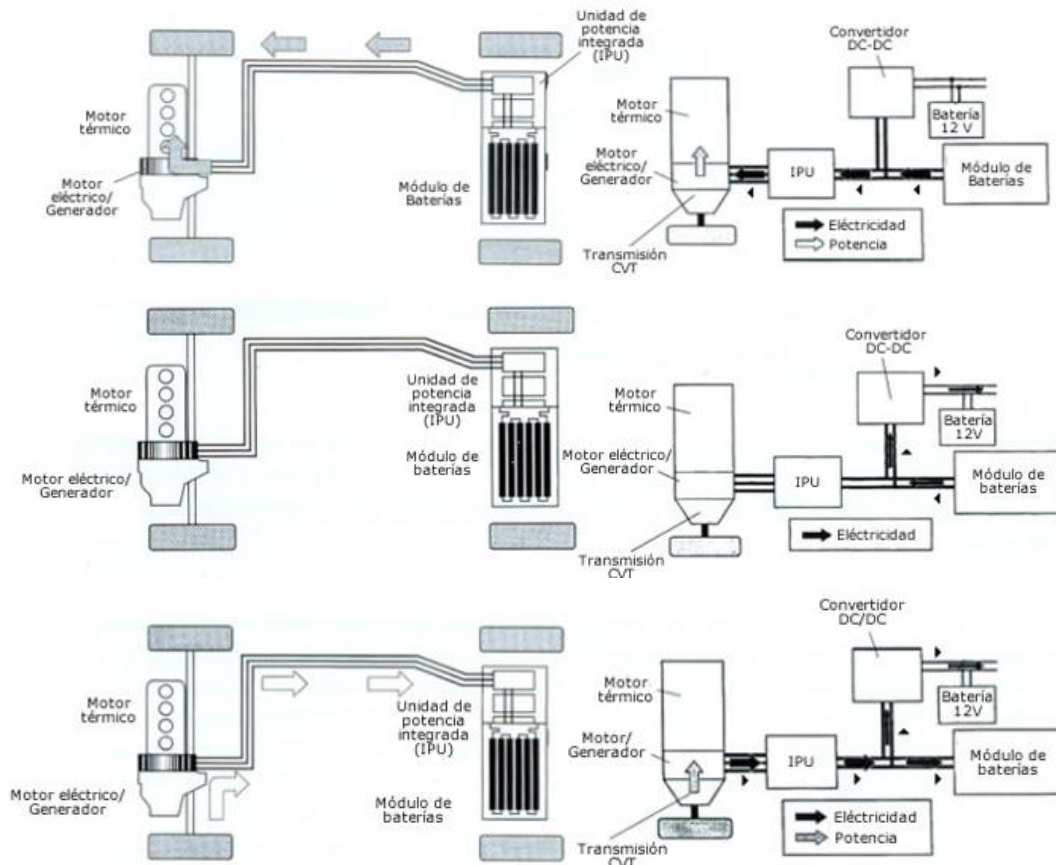 Unidad de
potencia
integrada
(IPU)
Motor
térmico
Motor
eléctrico/
Generador
Módulo de
Baterías
Convertidor
DC-DC
Motor
térmico
Batería
12 V
Motor
eléctrico/
Generador
IPU
Módulo de
Baterías
Eléctricidad
Potencia
Transmisión
CVT
Motor
térmico
Unidad de
potencia
integrada
(IPU)
Motor eléctrico/
Generador
Módulo de
baterías
Convertidor
DC-DC
Motor
térmico
Batería
12V
Motor eléctrico/
Generador
IPU
Módulo de
baterías
Eléctricidad
Transmisión
CVT
Motor
térmico
Unidad de
potencia
integrada
(IPU)
Motor eléctrico/
Generador
Módulo de
baterías
Convertidor
DC/DC
Motor
térmico
Batería
12V
Motor/
Generador
IPU
Módulo
de baterías
Eléctricidad
Potencia
Transmisión
CVT